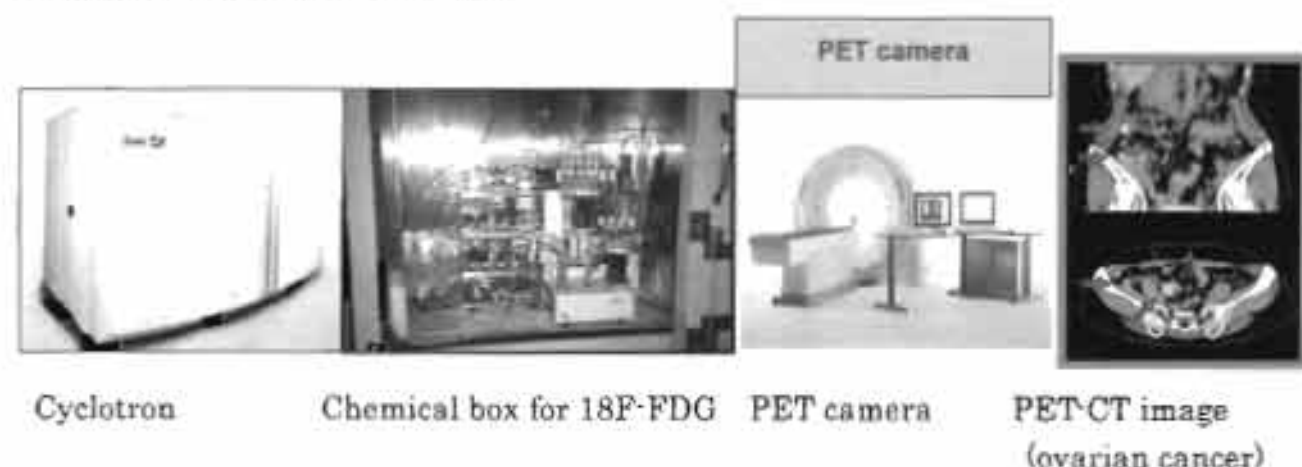 PET camera
Cyclotron
Chemical box for 18F-FDG
PET camera
PET-CT image
(ovarian cancer)